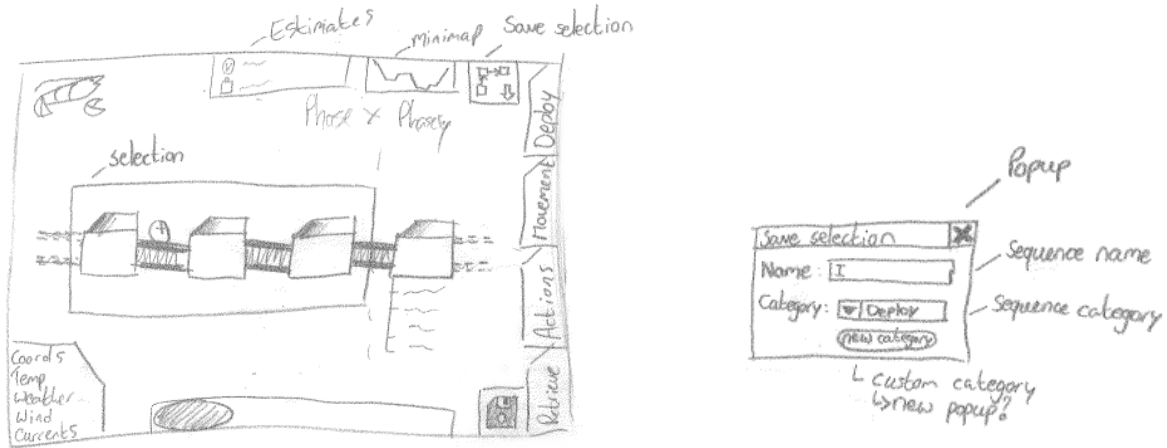 Estimates
minimap
Save selection
Phase x Phase y
selection
Deploy
Movement
Actions
Retrieve
Coords
Temp
Weather
Wind
Currents
Popup
Save selection
Name: I
Category: Deploy
new category
Sequence name
Sequence category
custom category
new popup?